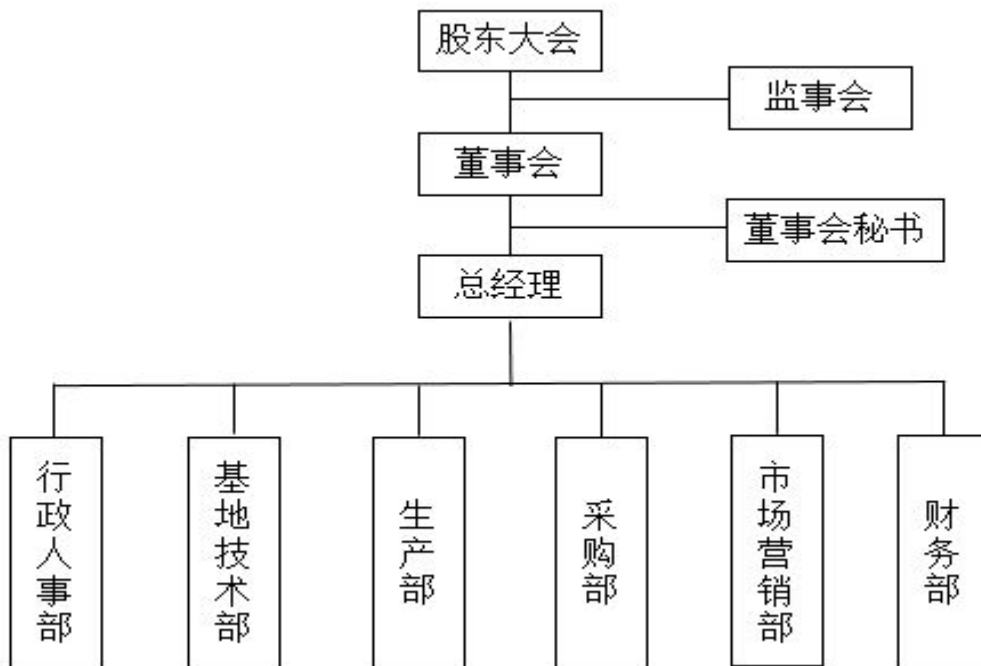 股东大会
监事会
董事会
董事会秘书
总经理
行政人事部
基地技术部
生产部
采购部
市场营销部
财务部